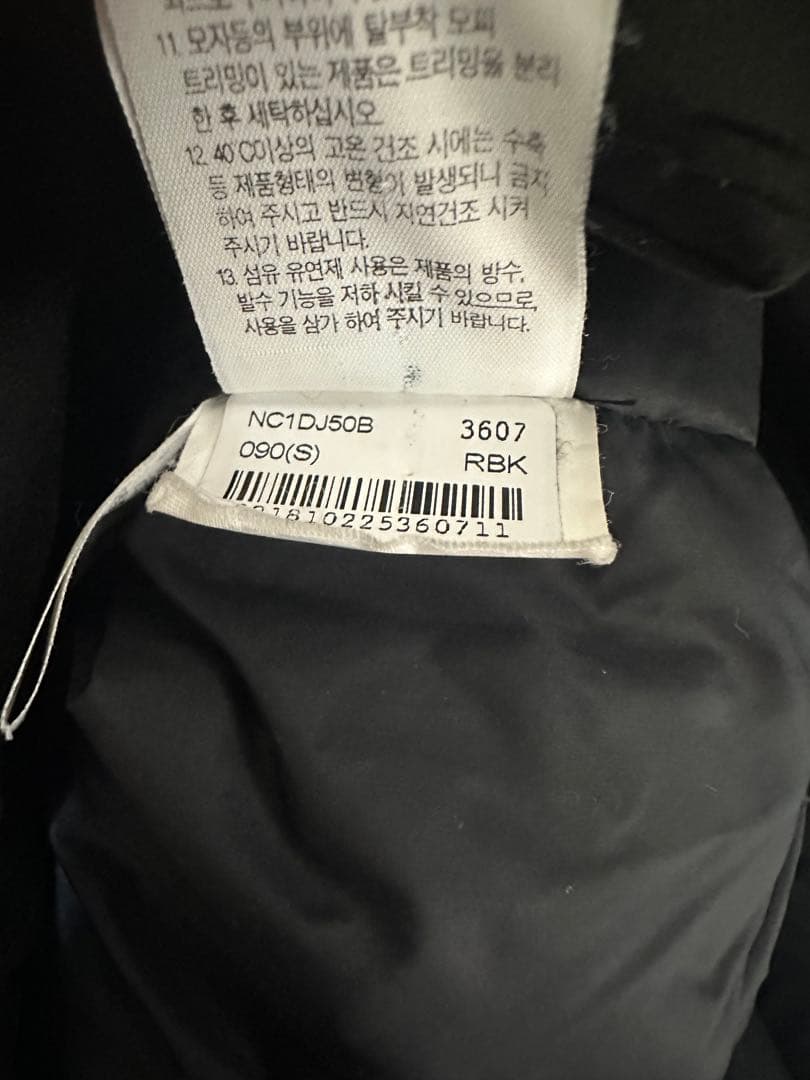 11. 모자등의 부위에 탈부착 모피
트리밍이 있는 제품은 트리밍을 분리
한 후 세탁하십시오
12. 40 C이상의 고온 건조 시에는 수축
등 제품형태의 변형이 발생되니 금지
하여 주시고 반드시 자연건조 시켜
주시기 바랍니다.
13. 섬유 유연제 사용은 제품의 방수,
발수 기능을 저하 시킬 수 있으므로,
사용을 삼가 하여 주시기 바랍니다.
NC1DJ50B 3607
090(S) RBK